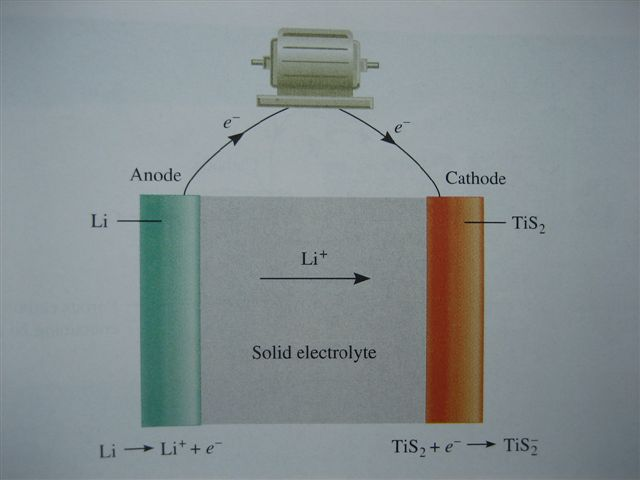 e⁻ e⁻
Anode Cathode
Li TiS₂
Li⁺
Solid electrolyte
Li → Li⁺ + e⁻ TiS₂ + e⁻ → TiS₂⁻